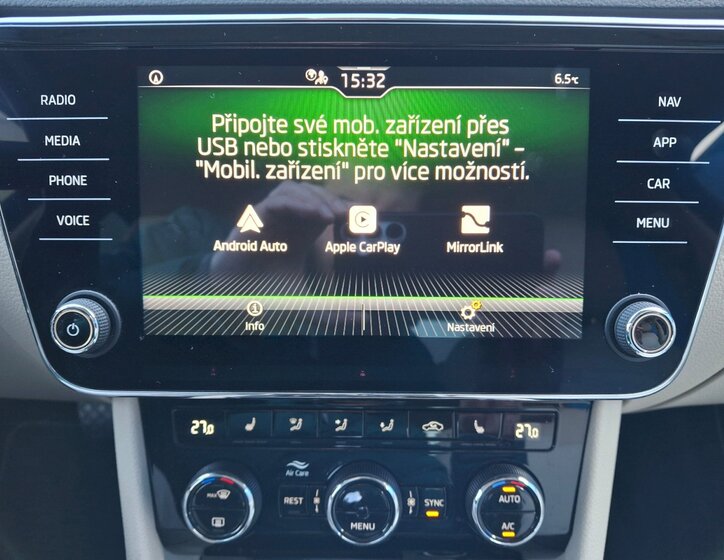 15:32
6.5°C
RADIO
MEDIA
PHONE
VOICE
Připojte své mob. zařízení přes
USB nebo stiskněte "Nastavení" –
"Mobil. zařízení" pro více možností.
Android Auto
Apple CarPlay
MirrorLink
Info
Nastavení
NAV
APP
CAR
MENU
27.0
27.0
Air Care
MAX
REST
MENU
SYNC
AUTO
A/C